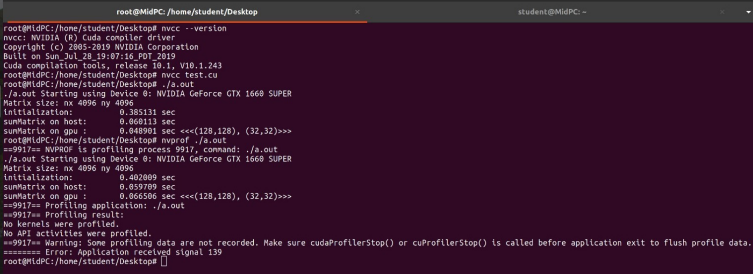 root@MidPC: /home/student/Desktop
student@MidPC: ~
root@MidPC:/home/student/Desktop# nvcc --version
nvcc: NVIDIA (R) Cuda compiler driver
Copyright (c) 2005-2019 NVIDIA Corporation
Built on Sun_Jul_28_19:07:16_PDT_2019
Cuda compilation tools, release 10.1, V10.1.243
root@MidPC:/home/student/Desktop# nvcc test.cu
root@MidPC:/home/student/Desktop# ./a.out
./a.out Starting using Device 0: NVIDIA GeForce GTX 1660 SUPER
Matrix size: nx 4096 ny 4096
initialization: 0.385131 sec
sumMatrix on host: 0.060113 sec
sumMatrix on gpu : 0.048901 sec <<<(128,128), (32,32)>>>
root@MidPC:/home/student/Desktop# nvprof ./a.out
==9917== NVPROF is profiling process 9917, command: ./a.out
./a.out Starting using Device 0: NVIDIA GeForce GTX 1660 SUPER
Matrix size: nx 4096 ny 4096
initialization: 0.402009 sec
sumMatrix on host: 0.059709 sec
sumMatrix on gpu : 0.066506 sec <<<(128,128), (32,32)>>>
==9917== Profiling application: ./a.out
==9917== Profiling result:
No kernels were profiled.
No API activities were profiled.
==9917== Warning: Some profiling data are not recorded. Make sure cudaProfilerStop() or cuProfilerStop() is called before application exit to flush profile data.
======== Error: Application received signal 139
root@MidPC:/home/student/Desktop#